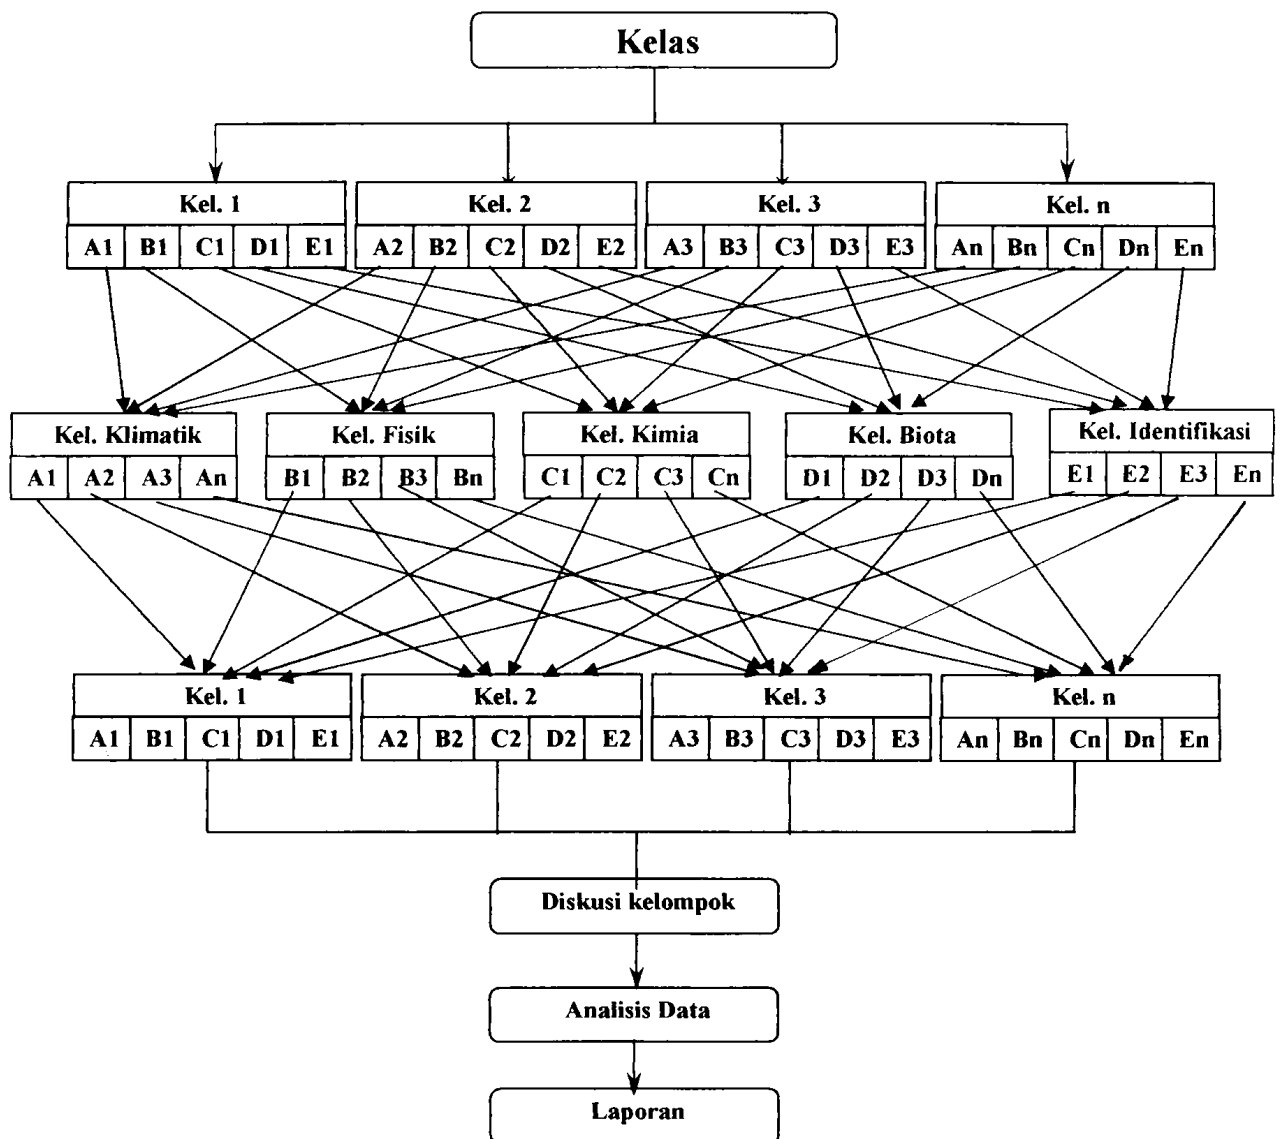 Kelas
Kel. 1 Kel. 2 Kel. 3 Kel. n
A1 B1 C1 D1 E1 A2 B2 C2 D2 E2 A3 B3 C3 D3 E3 An Bn Cn Dn En
Kel. Klimatik Kel. Fisik Kel. Kimia Kel. Biota Kel. Identifikasi
A1 A2 A3 An B1 B2 B3 Bn C1 C2 C3 Cn D1 D2 D3 Dn E1 E2 E3 En
Kel. 1 Kel. 2 Kel. 3 Kel. n
A1 B1 C1 D1 E1 A2 B2 C2 D2 E2 A3 B3 C3 D3 E3 An Bn Cn Dn En
Diskusi kelompok
Analisis Data
Laporan